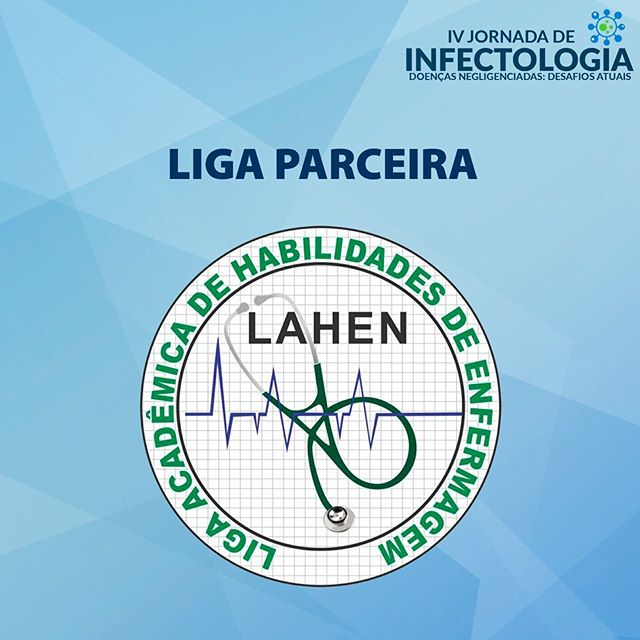 IV JORNADA DE
INFECTOLOGIA
DOENÇAS NEGLIGENCIADAS: DESAFIOS ATUAIS
LIGA PARCEIRA
LIGA ACADÊMICA DE HABILIDADES DE ENFERMAGEM
LAHEN